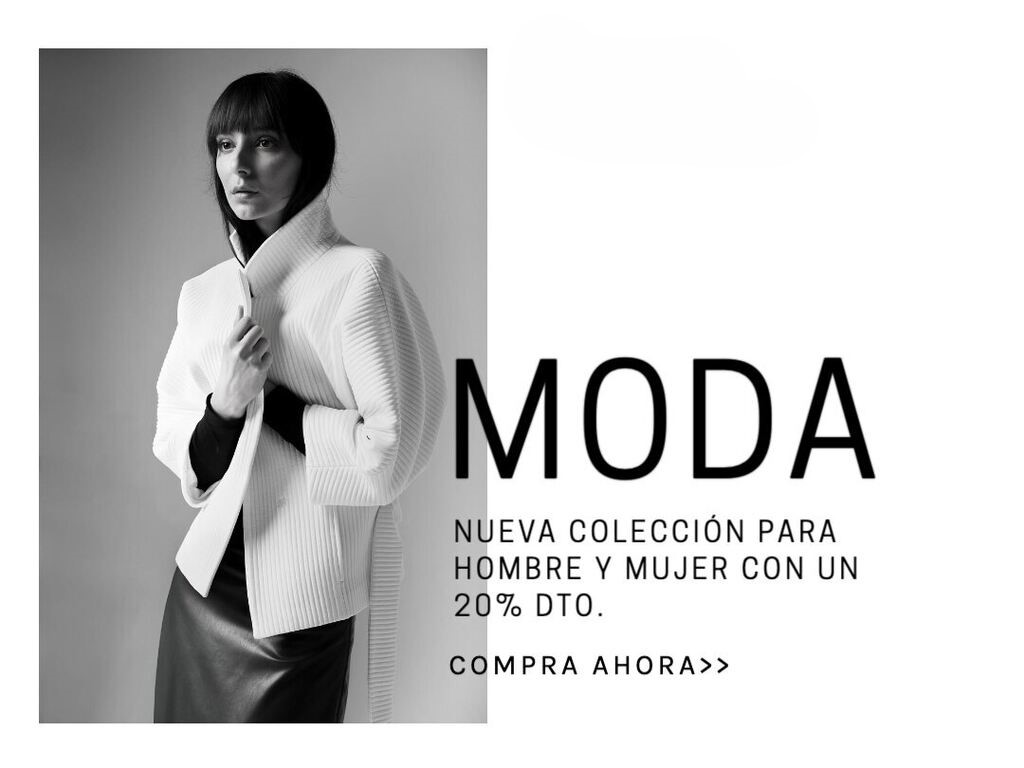 MODA
NUEVA COLECCIÓN PARA
HOMBRE Y MUJER CON UN
20% DTO.
COMPRA AHORA>>